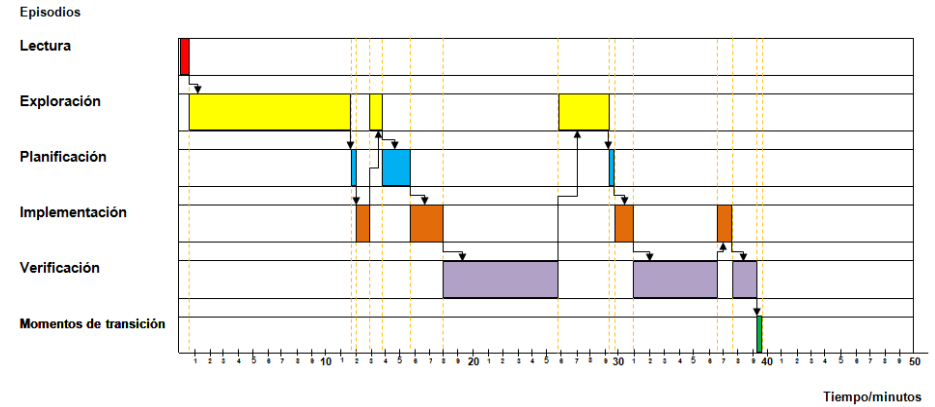 Episodios
Lectura
Exploración
Planificación
Implementación
Verificación
Momentos de transición
1 2 3 4 5 6 7 8 9 10 1 2 3 4 5 6 7 8 9 20 1 2 3 4 5 6 7 8 9 30 1 2 3 4 5 6 7 8 9 40 1 2 3 4 5 6 7 8 9 50
Tiempo/minutos